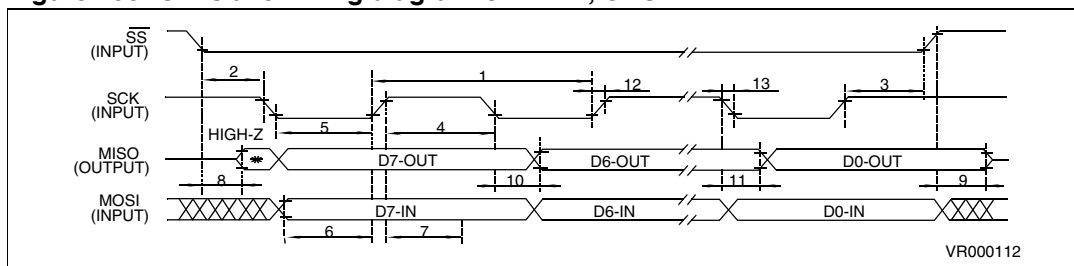 SS
(INPUT)
2
1
12
13
3
SCK
(INPUT)
5
4
HIGH-Z
MISO
(OUTPUT)
*
D7-OUT
D6-OUT
D0-OUT
8
10
11
9
MOSI
(INPUT)
D7-IN
D6-IN
D0-IN
6
7
VR000112